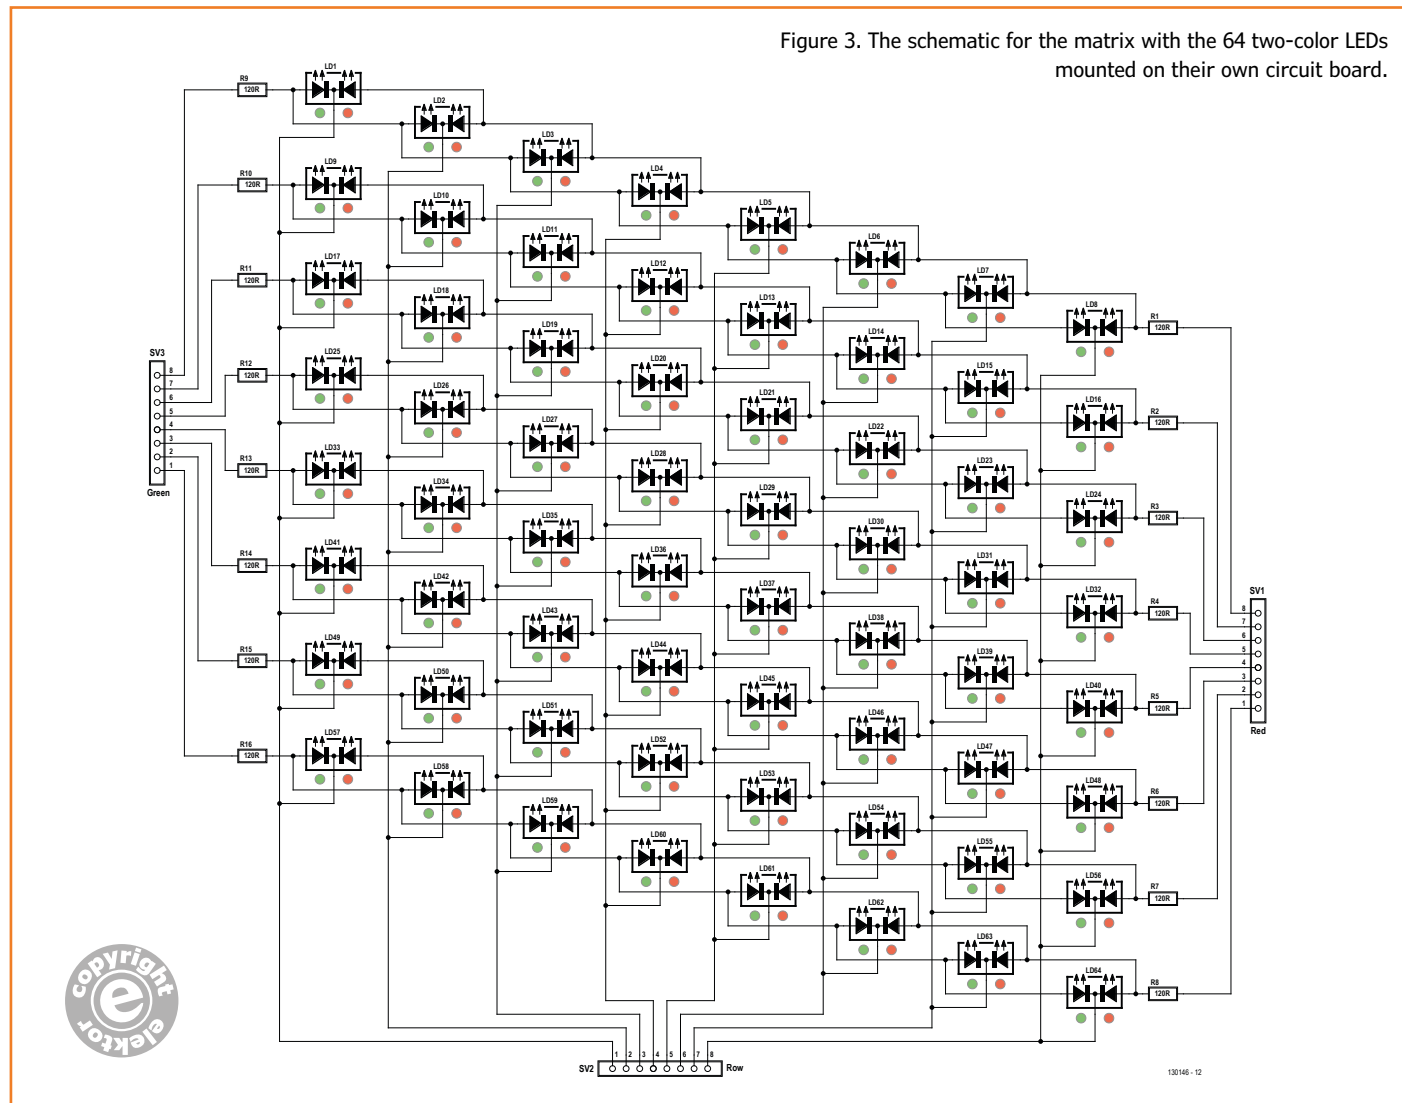 Figure 3. The schematic for the matrix with the 64 two-color LEDs
mounted on their own circuit board.
LD1
R9
120R
LD2
LD3
LD4
LD5
LD6
LD7
LD8
R1
120R
LD9
R10
120R
LD10
LD11
LD12
LD13
LD14
LD15
LD16
R2
120R
LD17
R11
120R
LD18
LD19
LD20
LD21
LD22
LD23
LD24
R3
120R
LD25
R12
120R
LD26
LD27
LD28
LD29
LD30
LD31
LD32
R4
120R
LD33
R13
120R
LD34
LD35
LD36
LD37
LD38
LD39
LD40
R5
120R
LD41
R14
120R
LD42
LD43
LD44
LD45
LD46
LD47
LD48
R6
120R
LD49
R15
120R
LD50
LD51
LD52
LD53
LD54
LD55
LD56
R7
120R
LD57
R16
120R
LD58
LD59
LD60
LD61
LD62
LD63
LD64
R8
120R
SV3
8
7
6
5
4
3
2
1
Green
SV1
8
7
6
5
4
3
2
1
Red
SV2
1 2 3 4 5 6 7 8
Row
copyright
e
elektor
130146 - 12